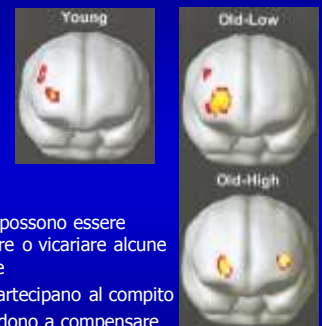 Young
Old-Low
Old-High
possono essere
re o vicariare alcune
e
artecipano al compito
dono a compensare